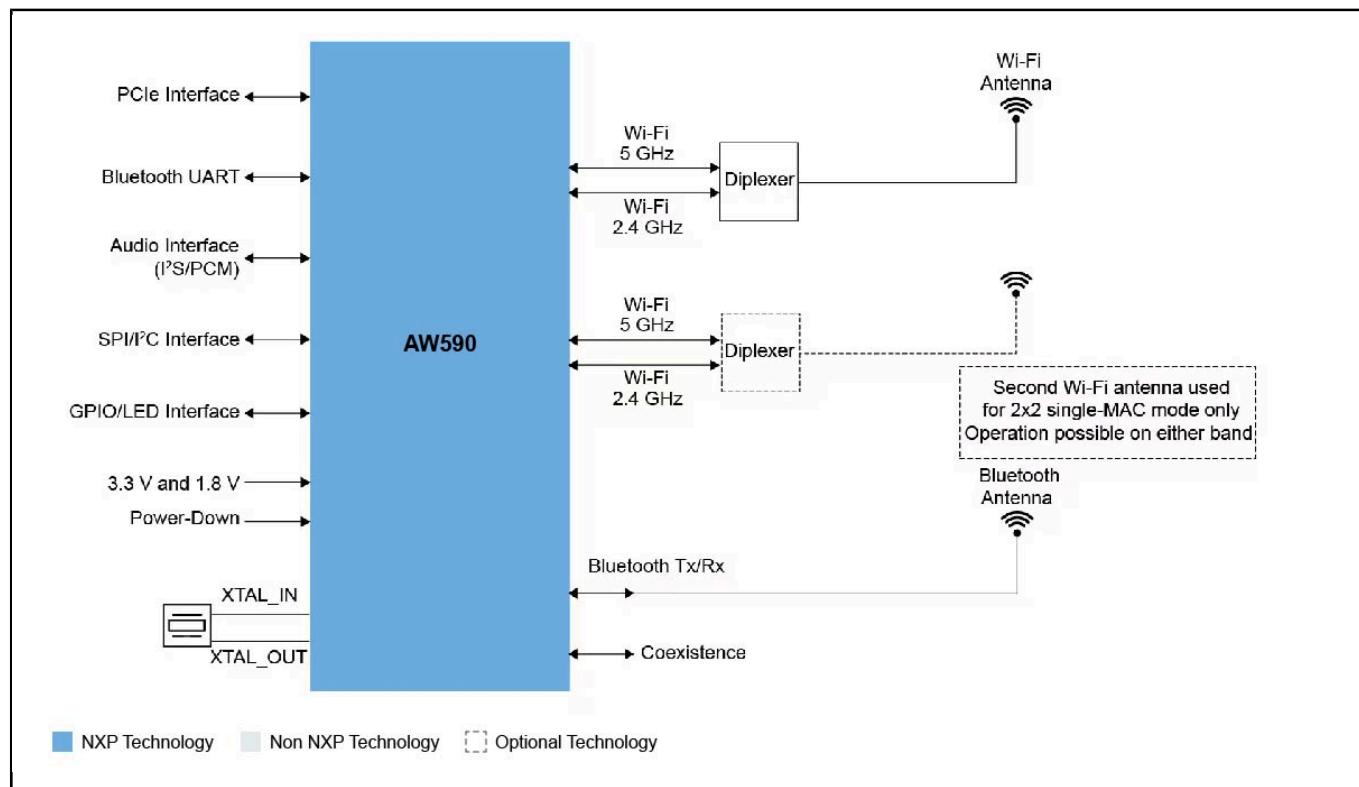 PCIe Interface
Bluetooth UART
Audio Interface
(I²S/PCM)
SPI/I²C Interface
GPIO/LED Interface
3.3 V and 1.8 V
Power-Down
XTAL_IN
XTAL_OUT
AW590
Wi-Fi
5 GHz
Wi-Fi
2.4 GHz
Diplexer
Wi-Fi
Antenna
Wi-Fi
5 GHz
Wi-Fi
2.4 GHz
Diplexer
Second Wi-Fi antenna used
for 2x2 single-MAC mode only
Operation possible on either band
Bluetooth
Antenna
Bluetooth Tx/Rx
Coexistence
NXP Technology
Non NXP Technology
Optional Technology